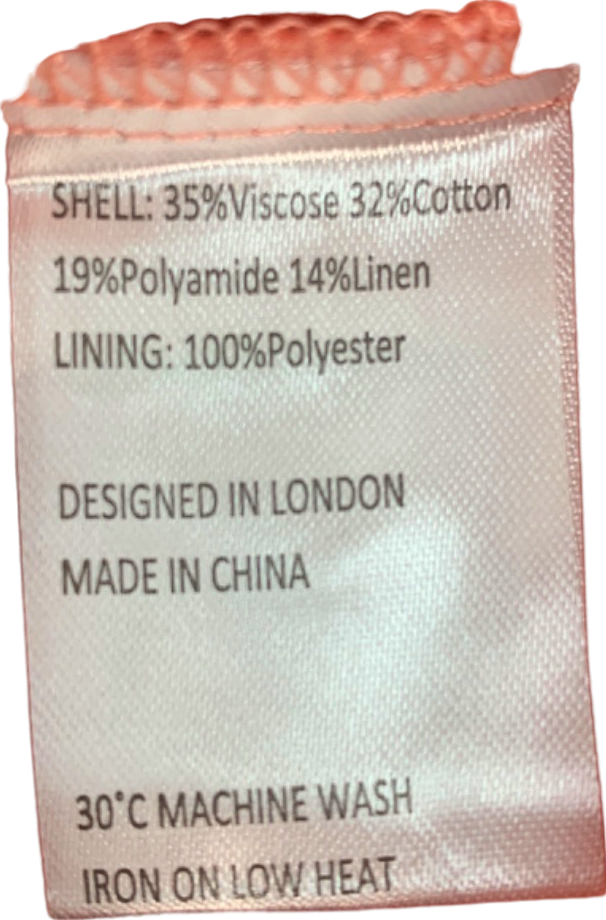 SHELL: 35%Viscose 32%Cotton
19%Polyamide 14%Linen
LINING: 100%Polyester
DESIGNED IN LONDON
MADE IN CHINA
30°C MACHINE WASH
IRON ON LOW HEAT